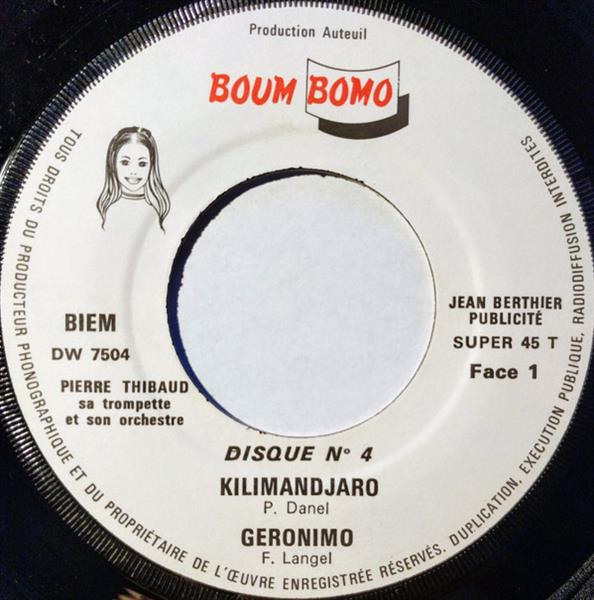 Production Auteuil
BOUM BOMO
TOUS DROITS DU PRODUCTEUR PHONOGRAPHIQUE ET DU PROPRIÉTAIRE DE L'ŒUVRE ENREGISTRÉE RÉSERVÉS. DUPLICATION, EXECUTION PUBLIQUE, RADIODIFFUSION INTERDITES
BIEM
DW 7504
PIERRE THIBAUD
sa trompette
et son orchestre
JEAN BERTHIER
PUBLICITÉ
SUPER 45 T
Face 1
DISQUE N° 4
KILIMANDJARO
P. Danel
GERONIMO
F. Langel